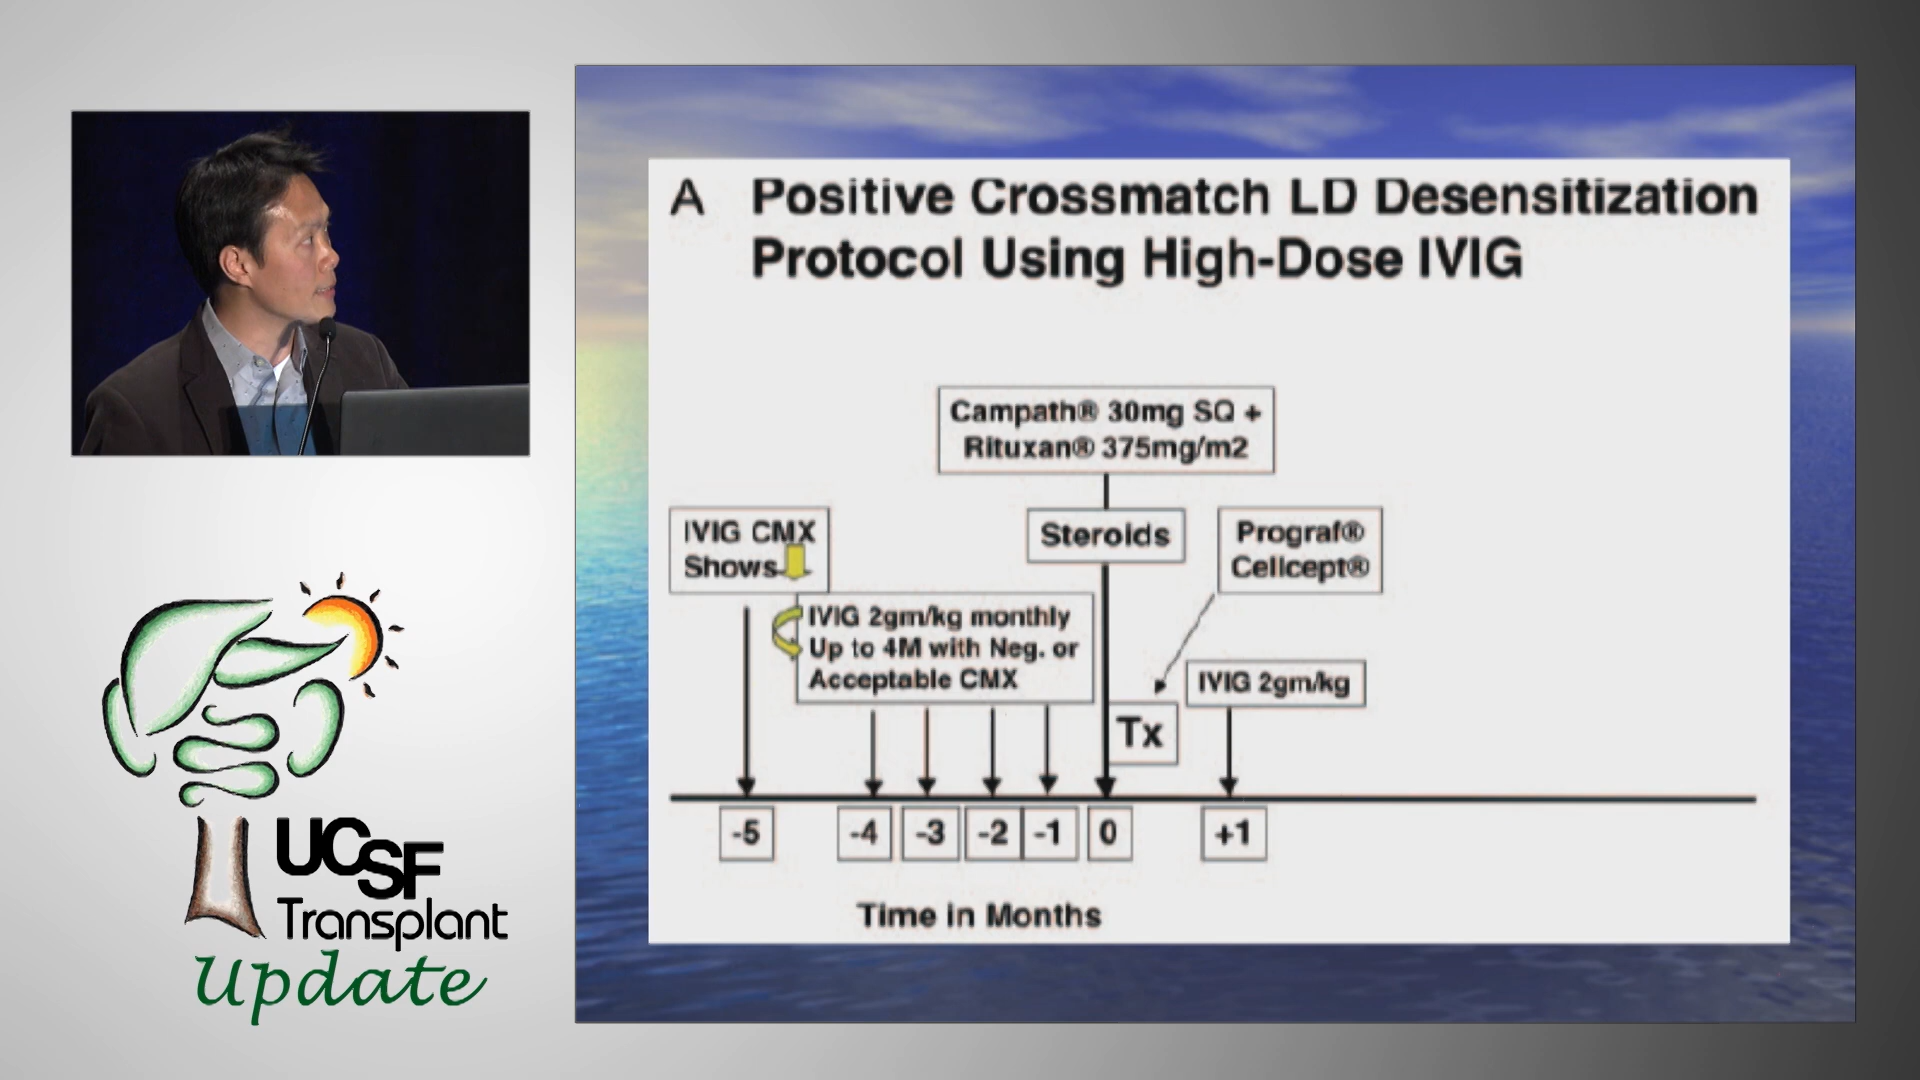 A Positive Crossmatch LD Desensitization
Protocol Using High-Dose IVIG
Campath® 30mg SQ +
Rituxan® 375mg/m2
IVIG CMX
Shows
Steroids
Prograf®
Cellcept®
IVIG 2gm/kg monthly
Up to 4M with Neg. or
Acceptable CMX
IVIG 2gm/kg
Tx
-5 -4 -3 -2 -1 0 +1
Time in Months
UCSF
Transplant
Update